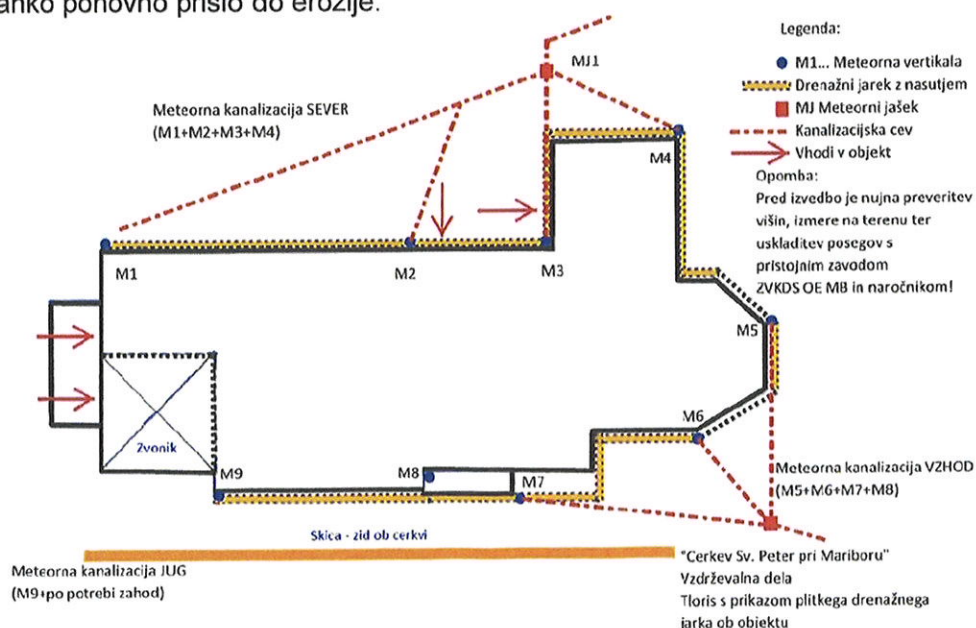 anko ponovno prišlo do erozije.
MJ1
Legenda:
M1... Meteorna vertikala
Drenažni jarek z nasutjem
MJ Meteorni jašek
Kanalizacijska cev
Vhodi v objekt
Opomba:
Pred izvedbo je nujna preveritev
višin, izmere na terenu ter
uskladitev posegov s
pristojnim zavodom
ZVKDS OE MB in naročnikom!
Meteorna kanalizacija SEVER
(M1+M2+M3+M4)
M4
M1
M2
M3
M5
M6
Zvonik
M9
M8
M7
Meteorna kanalizacija VZHOD
(M5+M6+M7+M8)
Skica - zid ob cerkvi
Meteorna kanalizacija JUG
(M9+po potrebi zahod)
"Cerkev Sv. Peter pri Mariboru"
Vzdrževalna dela
Tloris s prikazom plitkega drenažnega
jarka ob objektu